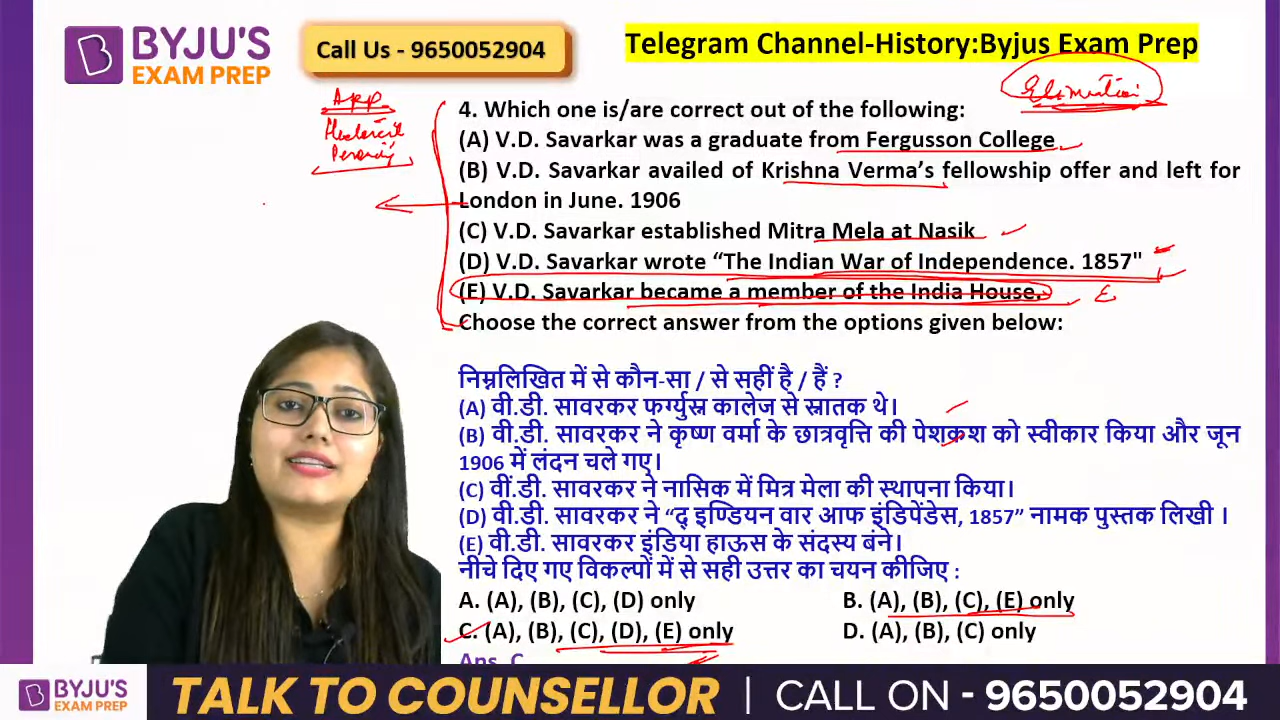 BYJU'S
EXAM PREP
Call Us - 9650052904
Telegram Channel-History:Byjus Exam Prep
App
4. Which one is/are correct out of the following:
(A) V.D. Savarkar was a graduate from Fergusson College
(B) V.D. Savarkar availed of Krishna Verma's fellowship offer and left for
London in June. 1906
(C) V.D. Savarkar established Mitra Mela at Nasik
(D) V.D. Savarkar wrote “The Indian War of Independence. 1857"
(E) V.D. Savarkar became a member of the India House.
E
Choose the correct answer from the options given below:
निम्नलिखित में से कौन-सा / से सहीं है / हैं ?
(A) वी.डी. सावरकर फर्ग्युस्न कालेज से स्नातक थे।
(B) वी.डी. सावरकर ने कृष्ण वर्मा के छात्रवृत्ति की पेशकश को स्वीकार किया और जून
1906 में लंदन चले गए।
(C) वीं.डी. सावरकर ने नासिक में मित्र मेला की स्थापना किया।
(D) वी.डी. सावरकर ने “द् इण्डियन वार आफ इंडिपेंडेस, 1857” नामक पुस्तक लिखी ।
(E) वी.डी. सावरकर इंडिया हाऊस के संदस्य बंने।
नीचे दिए गए विकल्पों में से सही उत्तर का चयन कीजिए :
A. (A), (B), (C), (D) only
B. (A), (B), (C), (E) only
C. (A), (B), (C), (D), (E) only
D. (A), (B), (C) only
Ans. C
BYJU'S
EXAM PREP
TALK TO COUNSELLOR
CALL ON - 9650052904